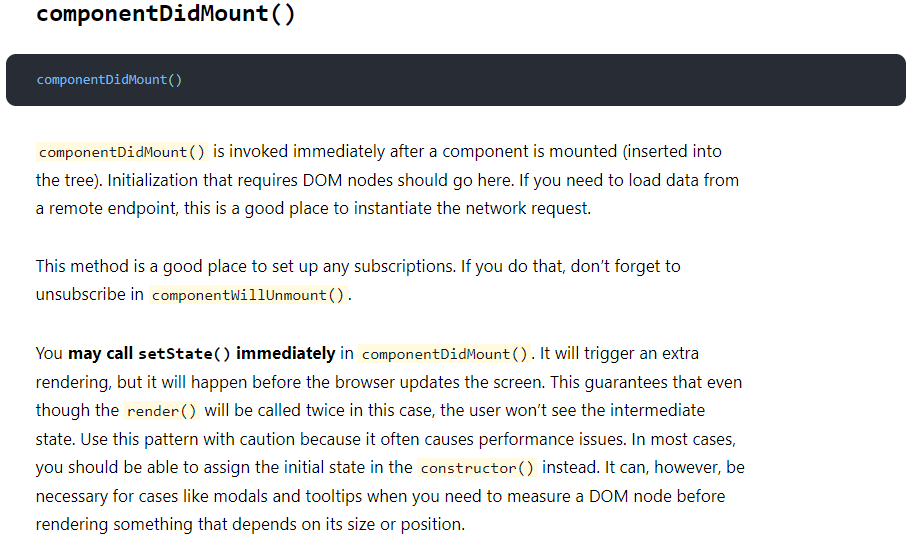 componentDidMount()
componentDidMount()
componentDidMount() is invoked immediately after a component is mounted (inserted into
the tree). Initialization that requires DOM nodes should go here. If you need to load data from
a remote endpoint, this is a good place to instantiate the network request.
This method is a good place to set up any subscriptions. If you do that, don’t forget to
unsubscribe in componentWillUnmount().
You may call setState() immediately in componentDidMount(). It will trigger an extra
rendering, but it will happen before the browser updates the screen. This guarantees that even
though the render() will be called twice in this case, the user won’t see the intermediate
state. Use this pattern with caution because it often causes performance issues. In most cases,
you should be able to assign the initial state in the constructor() instead. It can, however, be
necessary for cases like modals and tooltips when you need to measure a DOM node before
rendering something that depends on its size or position.